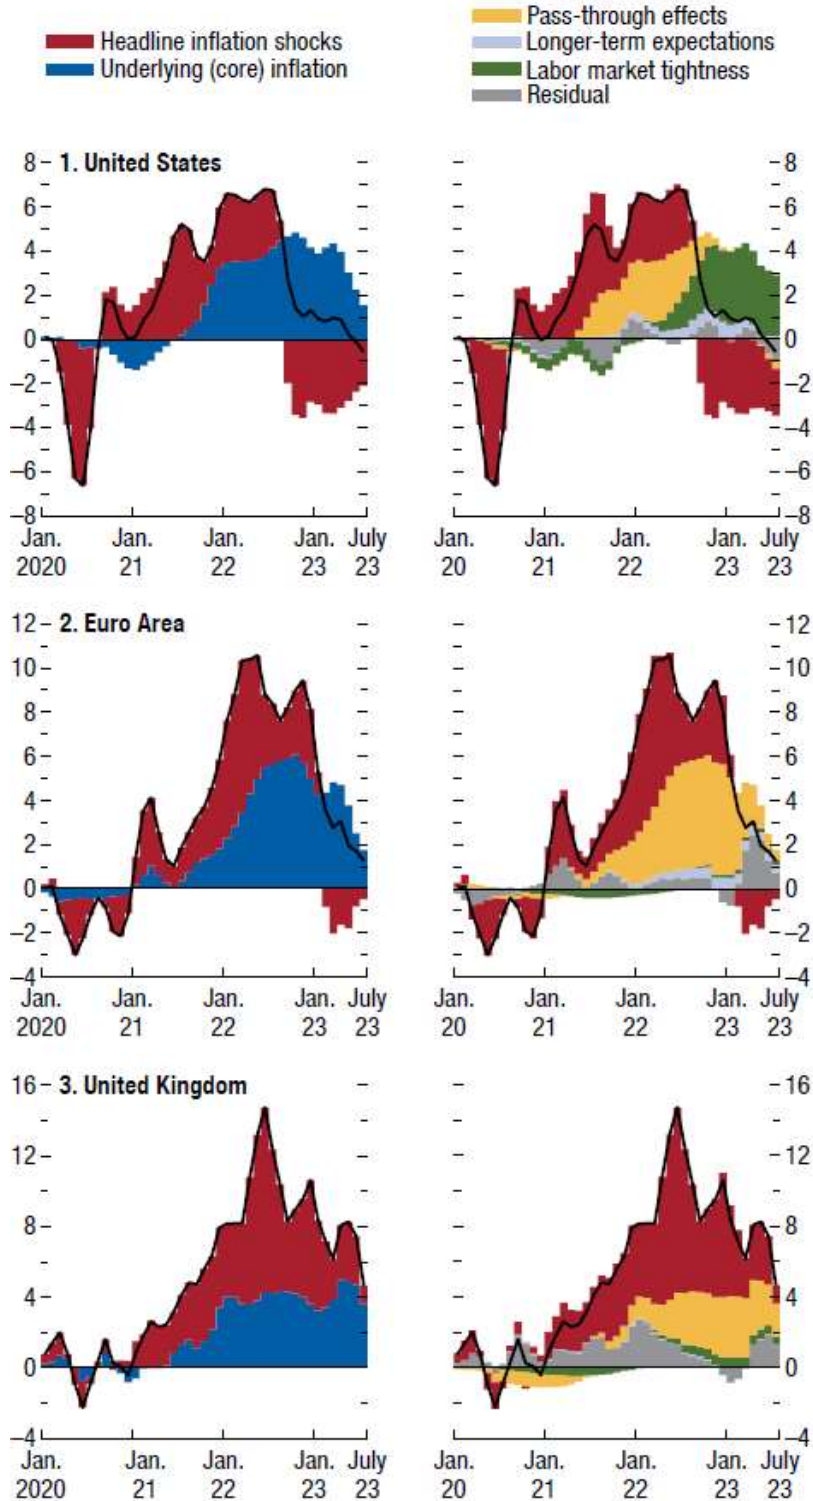 Headline inflation shocks
Underlying (core) inflation
Pass-through effects
Longer-term expectations
Labor market tightness
Residual
1. United States
8
6
4
2
0
–2
–4
–6
–8
Jan. Jan. Jan. Jan. July
2020 21 22 23 23
8
6
4
2
0
–2
–4
–6
–8
Jan. Jan. Jan. Jan. July
20 21 22 23 23
2. Euro Area
12
10
8
6
4
2
0
–2
–4
Jan. Jan. Jan. Jan. July
2020 21 22 23 23
12
10
8
6
4
2
0
–2
–4
Jan. Jan. Jan. Jan. July
20 21 22 23 23
3. United Kingdom
16
12
8
4
0
–4
Jan. Jan. Jan. Jan. July
2020 21 22 23 23
16
12
8
4
0
–4
Jan. Jan. Jan. Jan. July
20 21 22 23 23